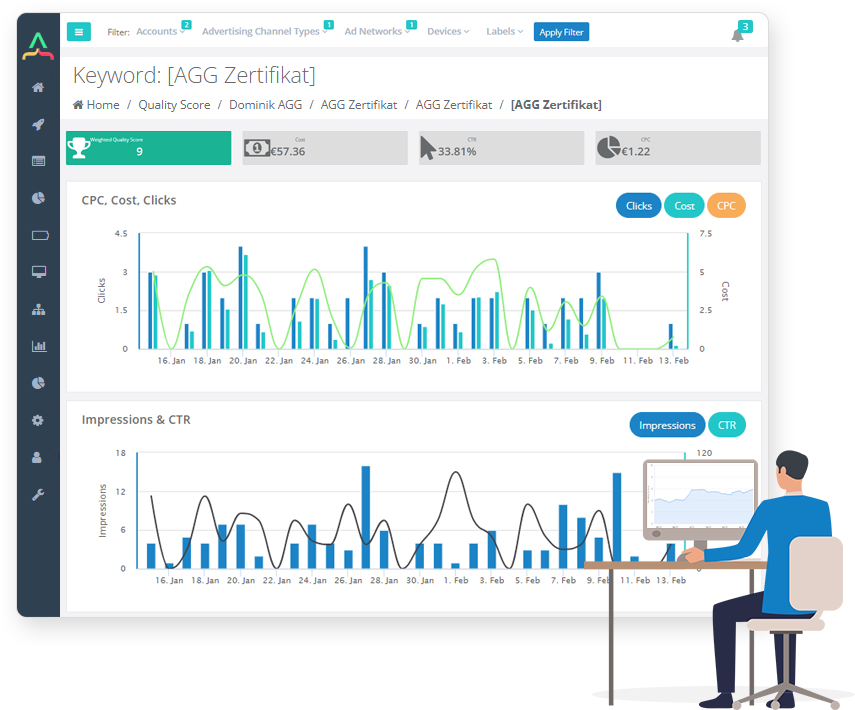 2 1 1 3
Filter: Accounts Advertising Channel Types Ad Networks Devices Labels Apply Filter
Keyword: [AGG Zertifikat]
Home / Quality Score / Dominik AGG / AGG Zertifikat / AGG Zertifikat / [AGG Zertifikat]
Weighted Quality Score Cost CTR CPC
9 €57.36 33.81% €1.22
CPC, Cost, Clicks
Clicks Cost CPC
4.5 7.5
3 5
Clicks Cost
1.5 2.5
0 0
16. Jan 18. Jan 20. Jan 22. Jan 24. Jan 26. Jan 28. Jan 30. Jan 1. Feb 3. Feb 5. Feb 7. Feb 9. Feb 11. Feb 13. Feb
Impressions & CTR
Impressions CTR
18 120
12
Impressions
6
0
16. Jan 18. Jan 20. Jan 22. Jan 24. Jan 26. Jan 28. Jan 30. Jan 1. Feb 3. Feb 5. Feb 7. Feb 9. Feb 11. Feb 13. Feb